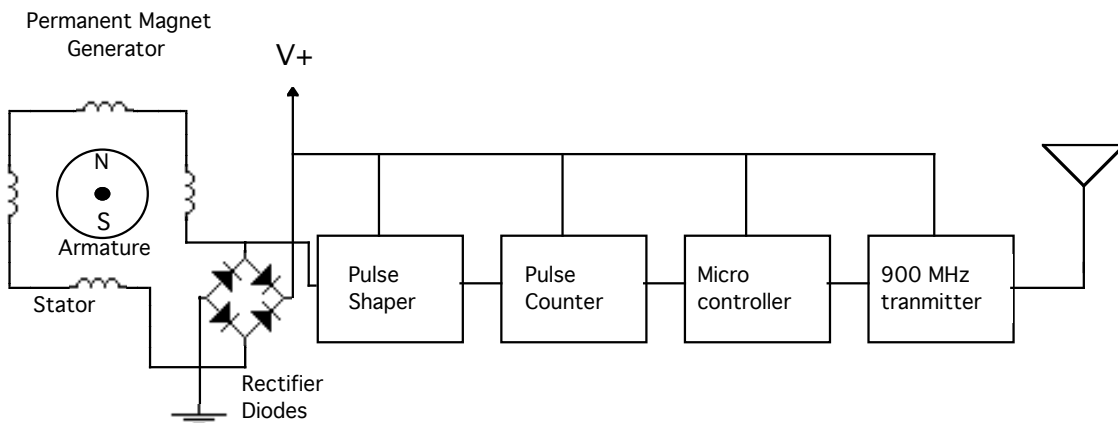 Permanent Magnet
Generator
V+
N
S
Armature
Stator
Rectifier
Diodes
Pulse
Shaper
Pulse
Counter
Micro
controller
900 MHz
tranmitter